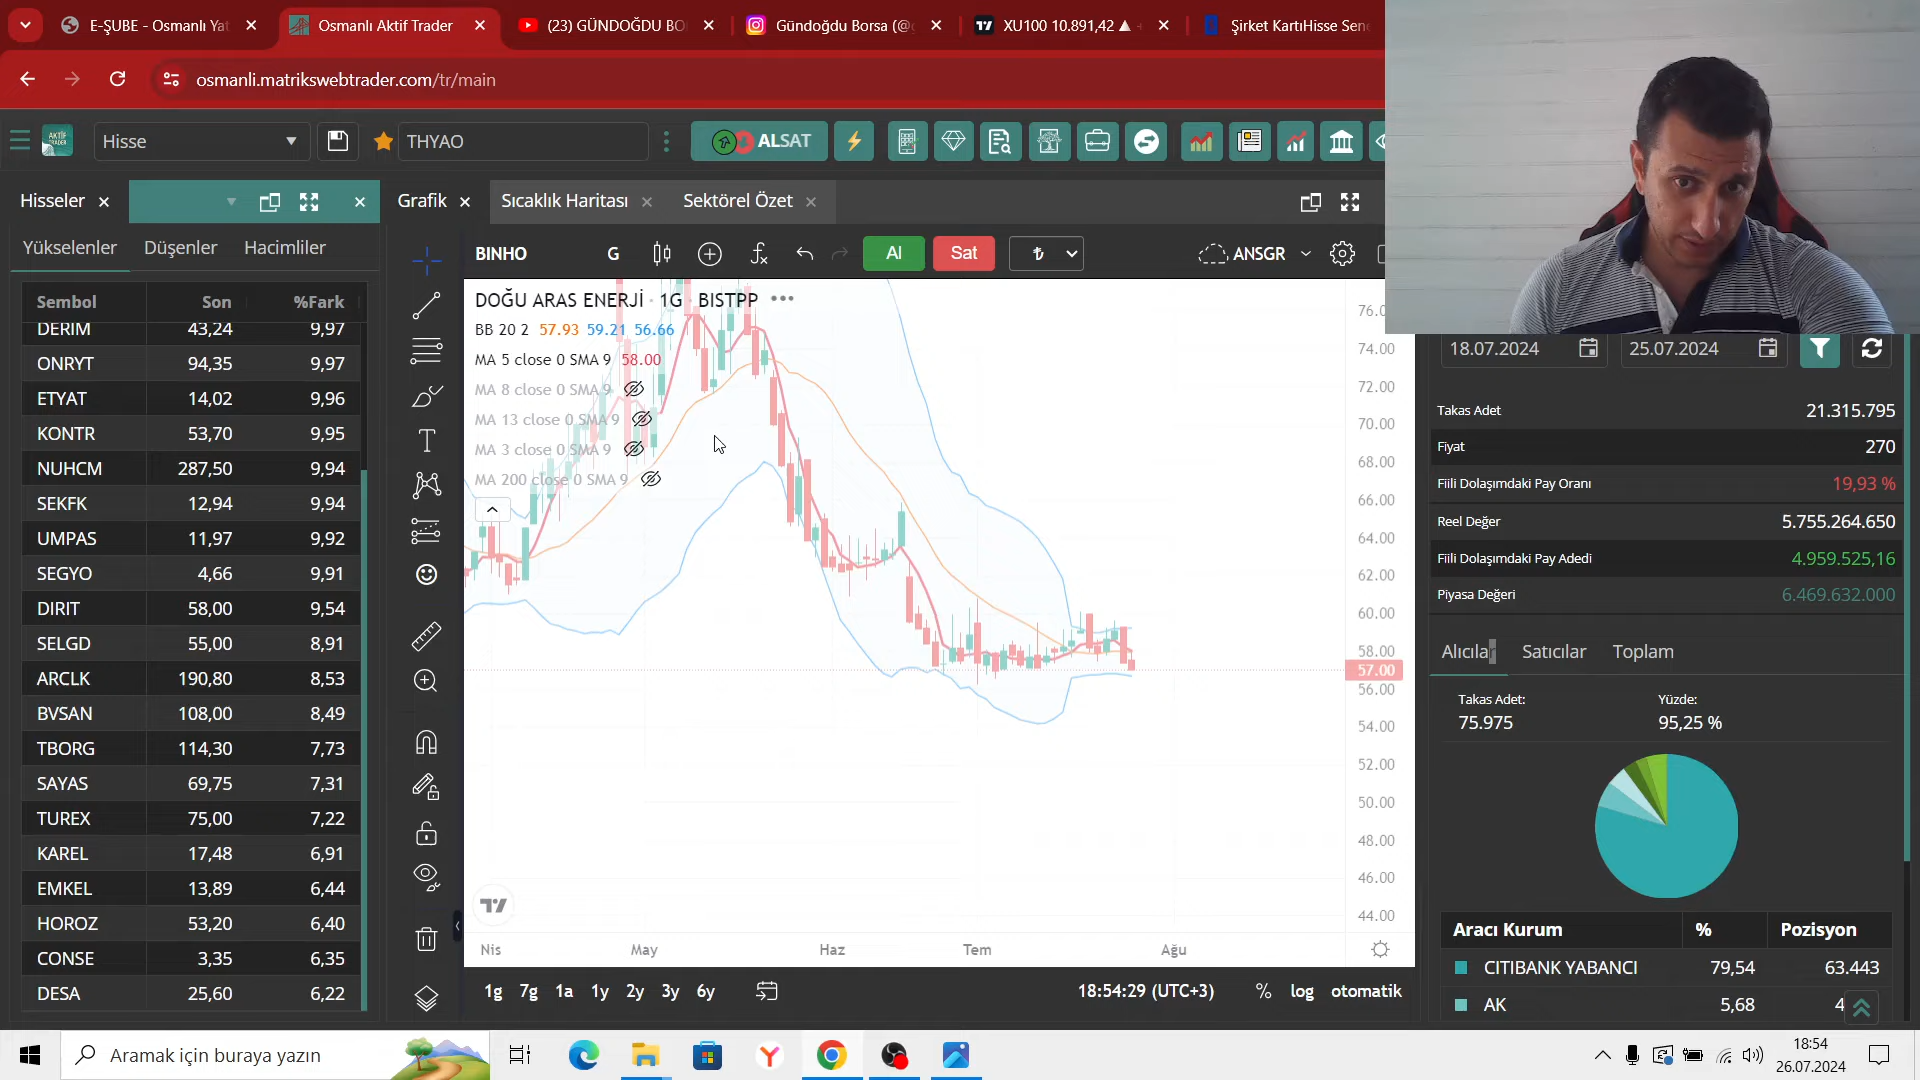 E-ŞUBE - Osmanlı Yat
Osmanlı Aktif Trader
(23) GÜNDOĞDU BO
Gündoğdu Borsa (@g
XU100 10.891,42 ▲
Şirket KartıHisse Sen
osmanli.matrikswebtrader.com/tr/main
AKTİF TRADER
Hisse
THYAO
ALSAT
Hisseler
Grafik
Sıcaklık Haritası
Sektörel Özet
Yükselenler Düşenler Hacimliler
Sembol Son %Fark
DERIM 43,24 9,97
ONRYT 94,35 9,97
ETYAT 14,02 9,96
KONTR 53,70 9,95
NUHCM 287,50 9,94
SEKFK 12,94 9,94
UMPAS 11,97 9,92
SEGYO 4,66 9,91
DIRIT 58,00 9,54
SELGD 55,00 8,91
ARCLK 190,80 8,53
BVSAN 108,00 8,49
TBORG 114,30 7,73
SAYAS 69,75 7,31
TUREX 75,00 7,22
KAREL 17,48 6,91
EMKEL 13,89 6,44
HOROZ 53,20 6,40
CONSE 3,35 6,35
DESA 25,60 6,22
BINHO G Al Sat ₺ ANSGR
DOĞU ARAS ENERJİ · 1G · BISTPP
BB 20 2 57.93 59.21 56.66
MA 5 close 0 SMA 9 58.00
MA 8 close 0 SMA 9
MA 13 close 0 SMA 9
MA 3 close 0 SMA 9
MA 200 close 0 SMA 9
74.00
72.00
70.00
68.00
66.00
64.00
62.00
60.00
58.00
57.00
56.00
54.00
52.00
50.00
48.00
46.00
44.00
Nis May Haz Tem Ağu
1g 7g 1a 1y 2y 3y 6y
18:54:29 (UTC+3) % log otomatik
18.07.2024 25.07.2024
Takas Adet 21.315.795
Fiyat 270
Fiili Dolaşımdaki Pay Oranı 19,93 %
Reel Değer 5.755.264.650
Fiili Dolaşımdaki Pay Adedi 4.959.525,16
Piyasa Değeri 6.469.632.000
Alıcılar Satıcılar Toplam
Takas Adet: Yüzde:
75.975 95,25 %
Aracı Kurum % Pozisyon
CITIBANK YABANCI 79,54 63.443
AK 5,68 4
Aramak için buraya yazın
18:54
26.07.2024